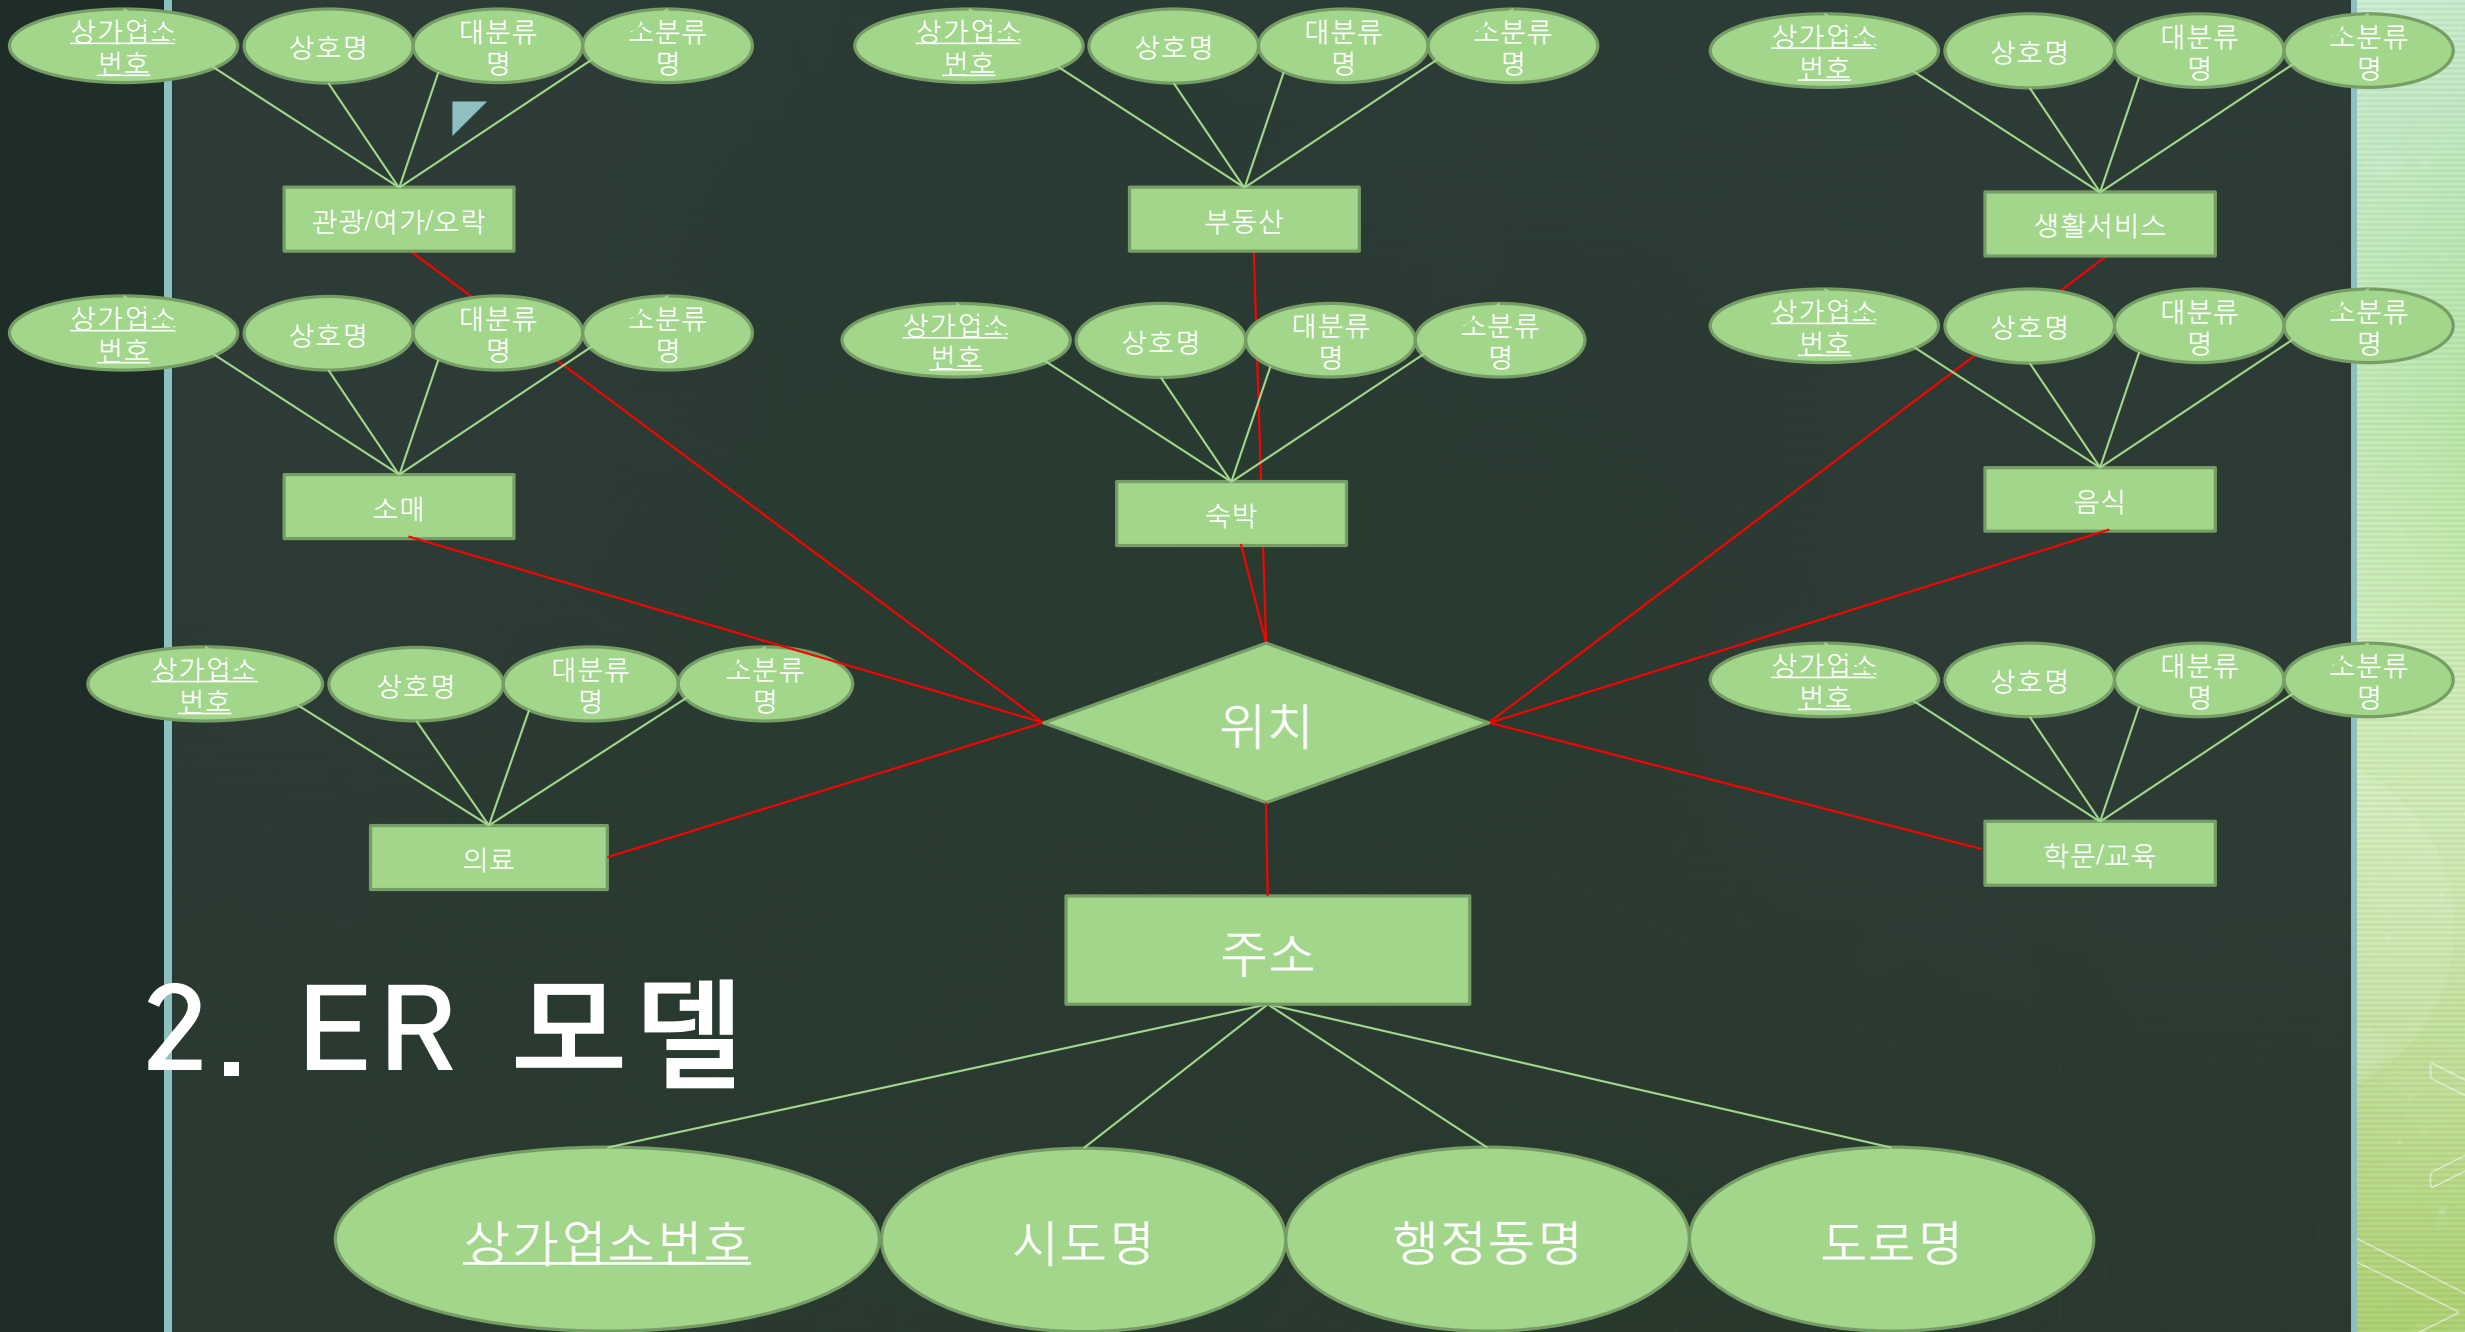 상가업소
번호
상호명
대분류
명
소분류
명
상가업소
번호
상호명
대분류
명
소분류
명
상가업소
번호
상호명
대분류
명
소분류
명
관광/여가/오락
부동산
생활서비스
상가업소
번호
상호명
대분류
명
소분류
명
상가업소
번호
상호명
대분류
명
소분류
명
상가업소
번호
상호명
대분류
명
소분류
명
소매
숙박
음식
상가업소
번호
상호명
대분류
명
소분류
명
위치
상가업소
번호
상호명
대분류
명
소분류
명
의료
학문/교육
주소
2. ER 모델
상가업소번호
시도명
행정동명
도로명